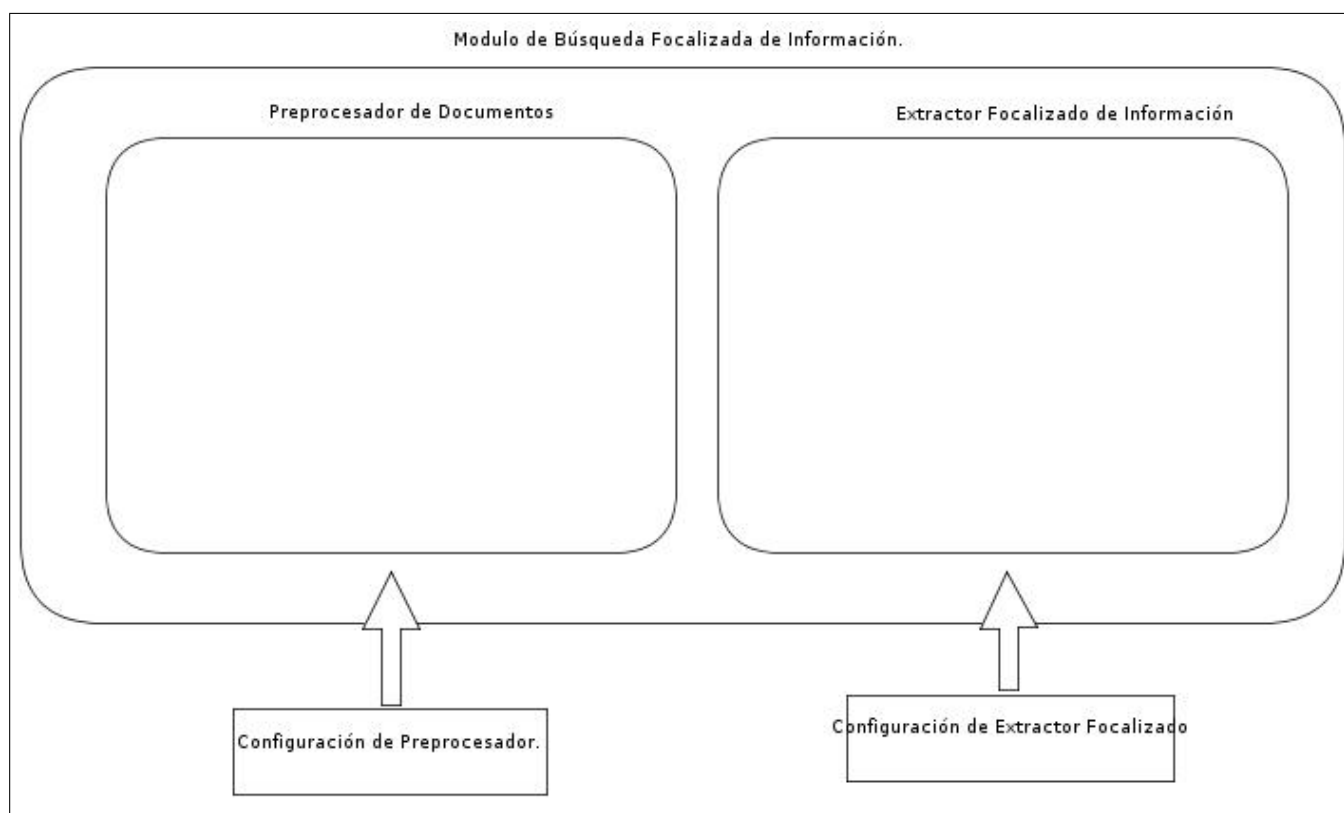 Modulo de Búsqueda Focalizada de Información.
Preprocesador de Documentos
Extractor Focalizado de Información
Configuración de Preprocesador.
Configuración de Extractor Focalizado